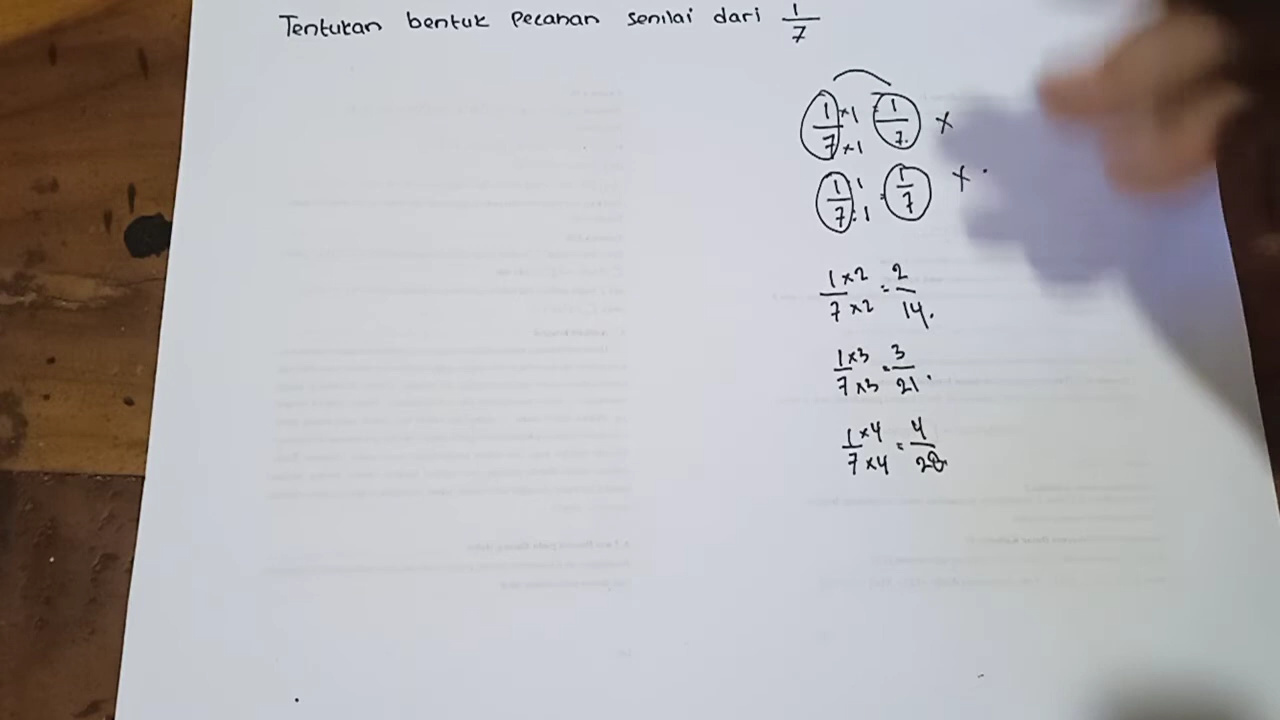 Tentukan bentuk pecahan senilai dari 1/7
1/7 ×1 ×1 = 1/7 ×
1/7 : 1 : 1 = 1/7 ×
1×2/7×2 = 2/14.
1×3/7×3 = 3/21.
1×4/7×4 = 4/28.